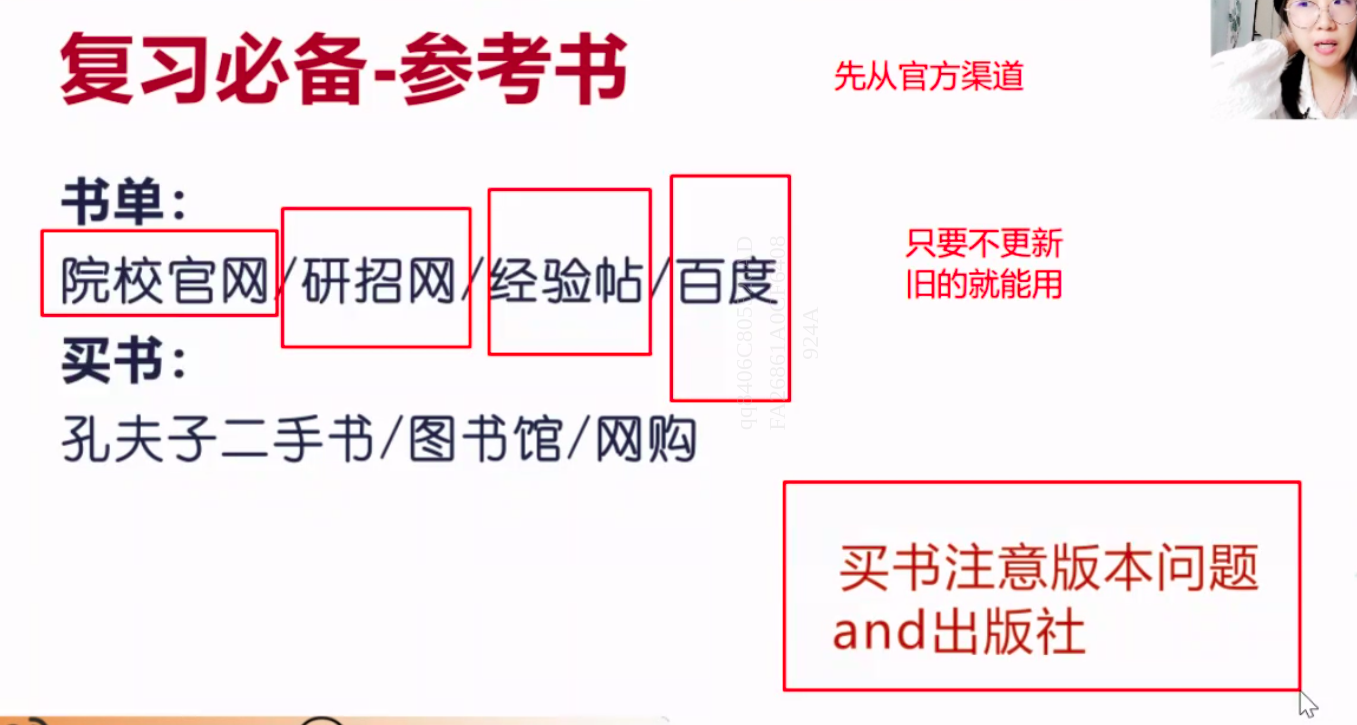 复习必备-参考书
先从官方渠道
书单：
院校官网/研招网/经验帖/百度
只要不更新
旧的就能用
买书：
孔夫子二手书/图书馆/网购
买书注意版本问题
and出版社
924A